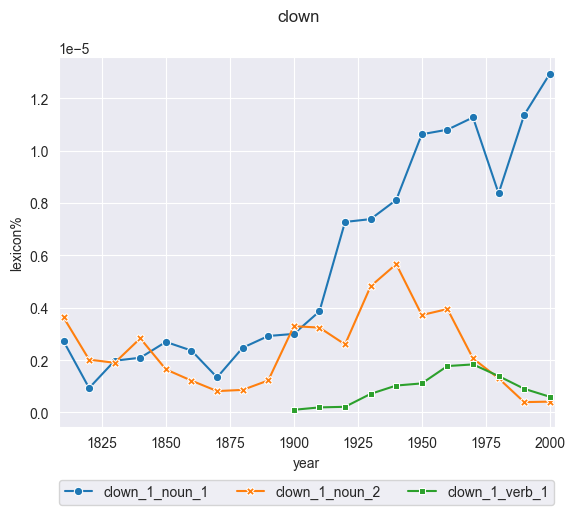 clown
1e−5
1.2
1.0
0.8
0.6
0.4
0.2
0.0
lexicon%
1825 1850 1875 1900 1925 1950 1975 2000
year
clown_1_noun_1 clown_1_noun_2 clown_1_verb_1